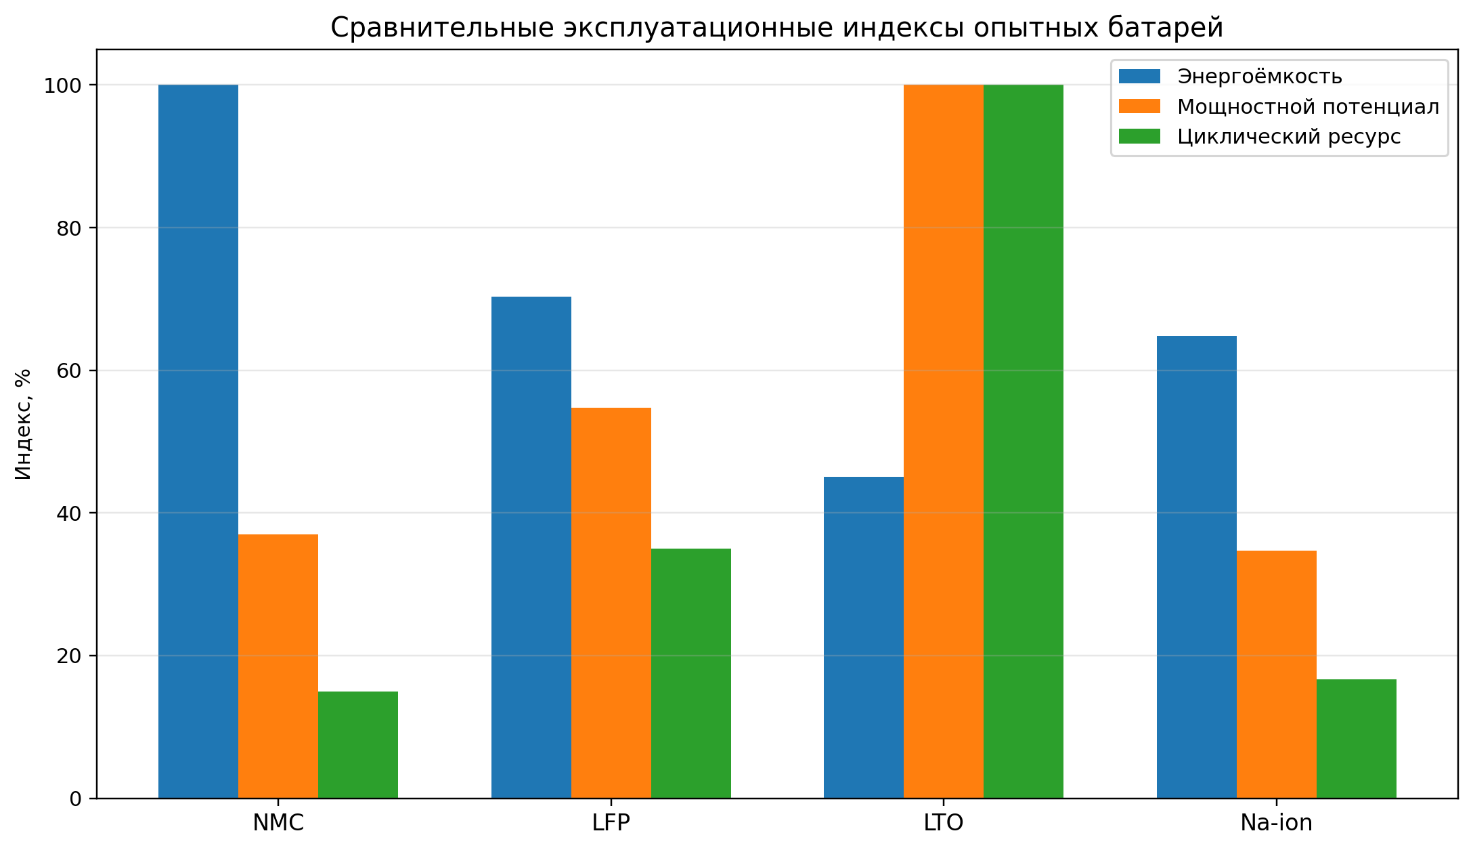 Сравнительные эксплуатационные индексы опытных батарей
Энергоёмкость
Мощностной потенциал
Циклический ресурс
Индекс, %
100
80
60
40
20
0
NMC
LFP
LTO
Na-ion